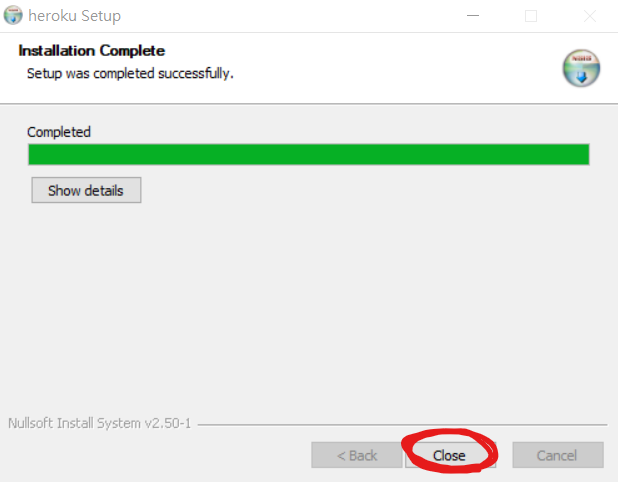 heroku Setup
Installation Complete
Setup was completed successfully.
Completed
Show details
Nullsoft Install System v2.50-1
< Back
Close
Cancel